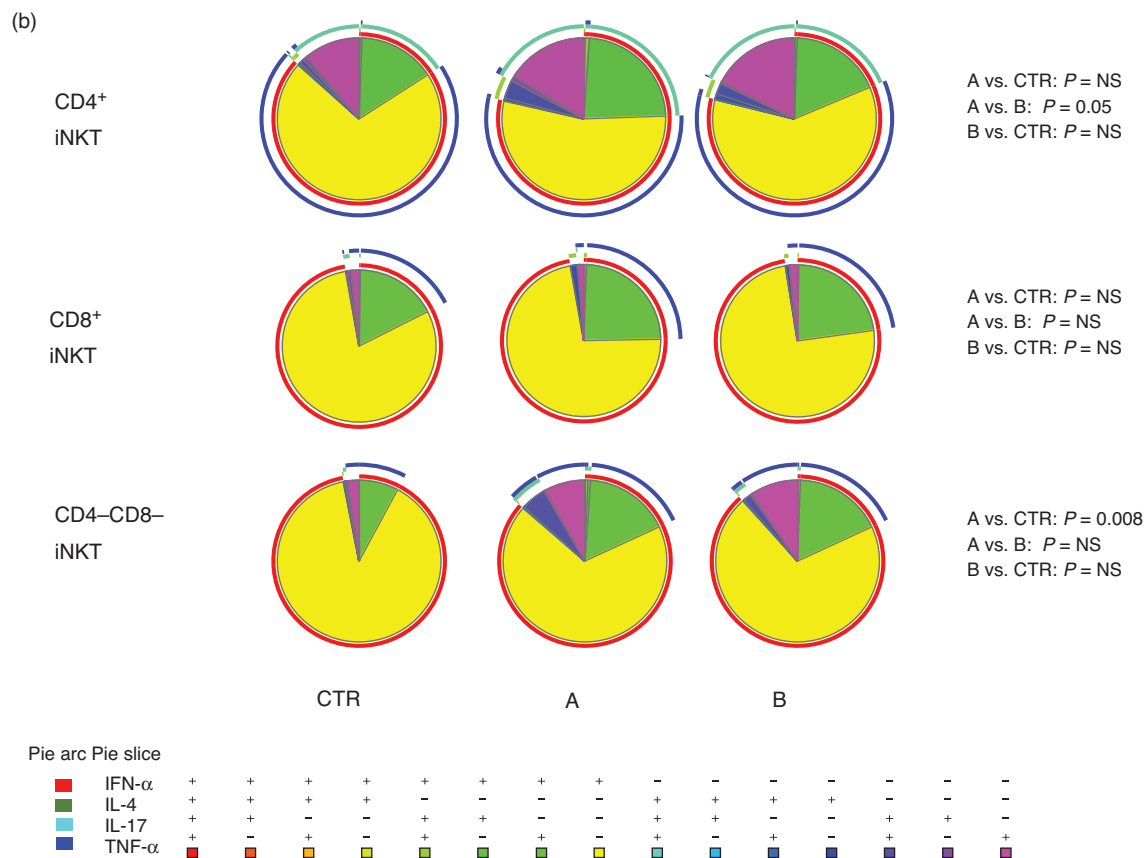 (b)
CD4+
iNKT
A vs. CTR: P = NS
A vs. B: P = 0.05
B vs. CTR: P = NS
CD8+
iNKT
A vs. CTR: P = NS
A vs. B: P = NS
B vs. CTR: P = NS
CD4–CD8–
iNKT
A vs. CTR: P = 0.008
A vs. B: P = NS
B vs. CTR: P = NS
CTR A B
Pie arc Pie slice
IFN-α + + + + + + + + – – – – – – –
IL-4 + + + + – – – – + + + + – – –
IL-17 + + – – + + – – + + – – + + –
TNF-α + – + – + – + – + – + – + – +